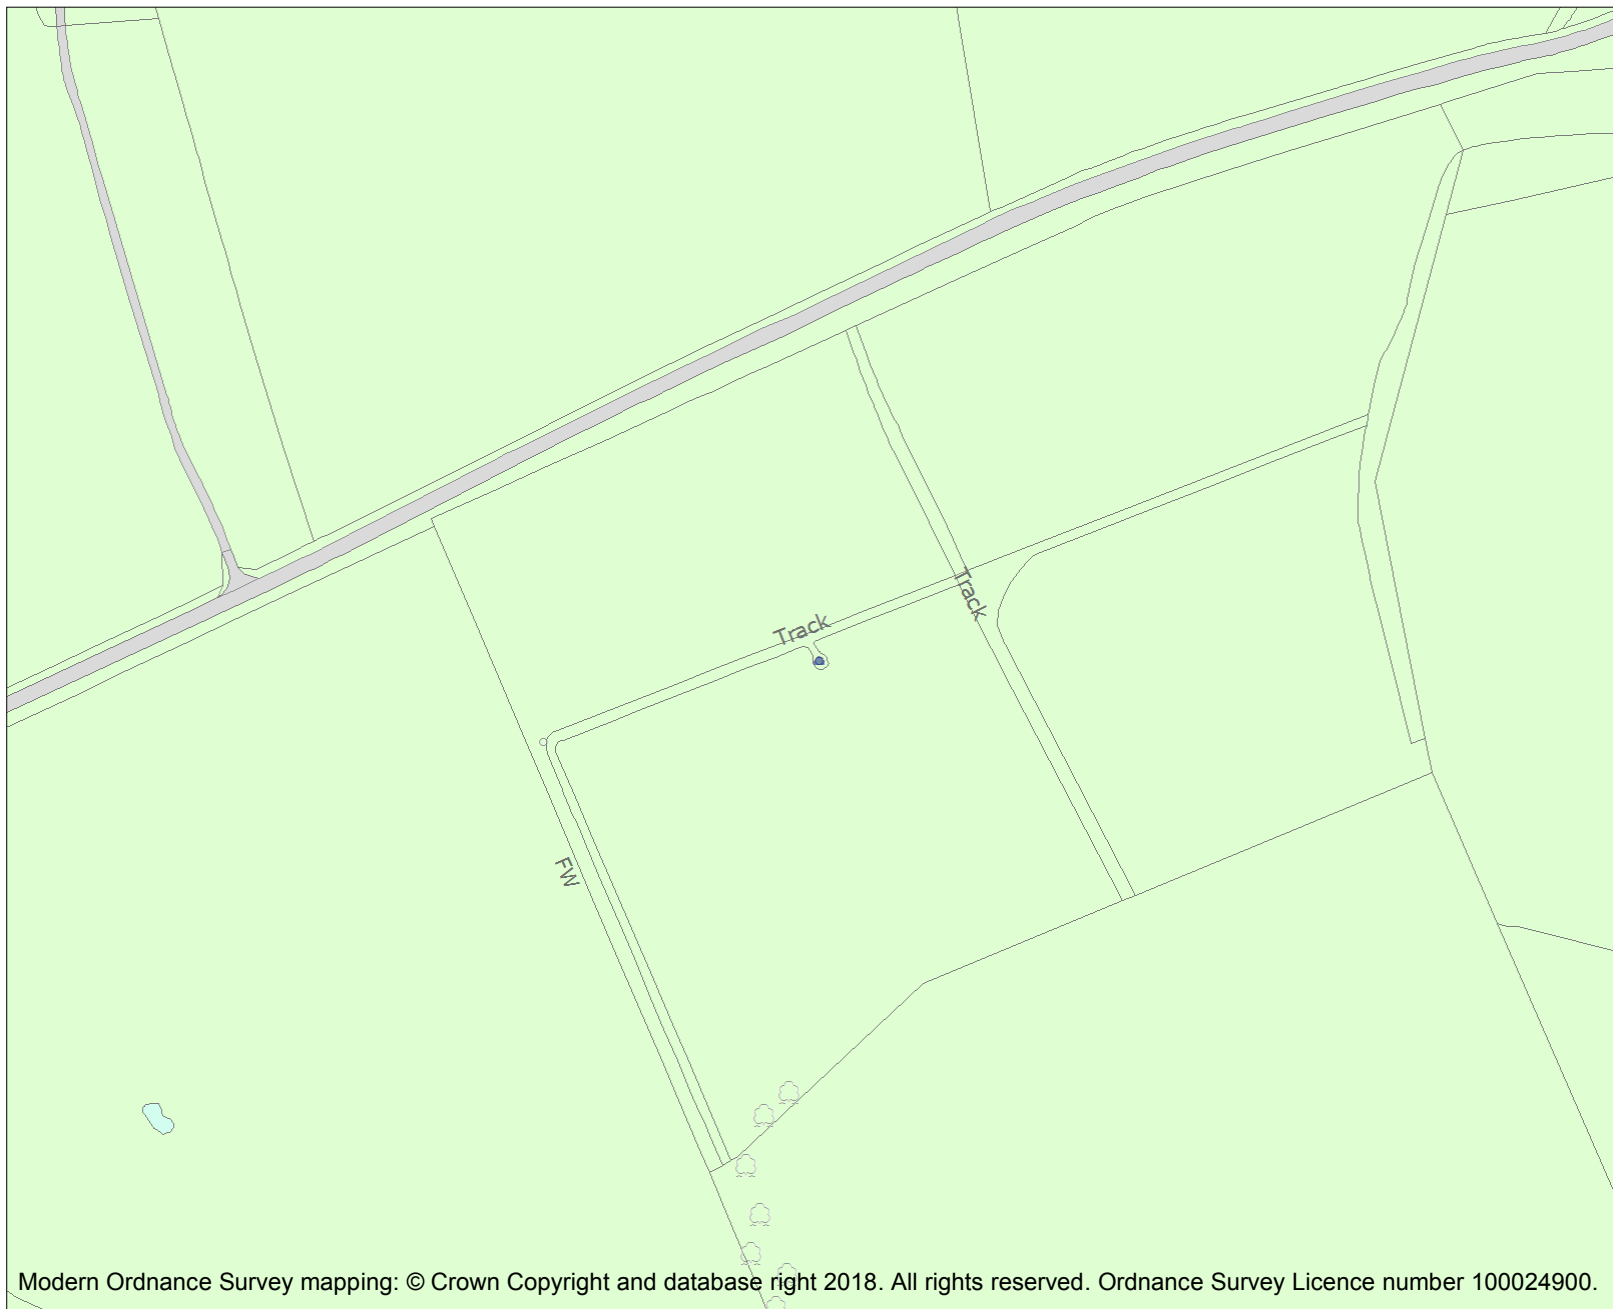 Track
Track
FW
Modern Ordnance Survey mapping: © Crown Copyright and database right 2018. All rights reserved. Ordnance Survey Licence number 100024900.